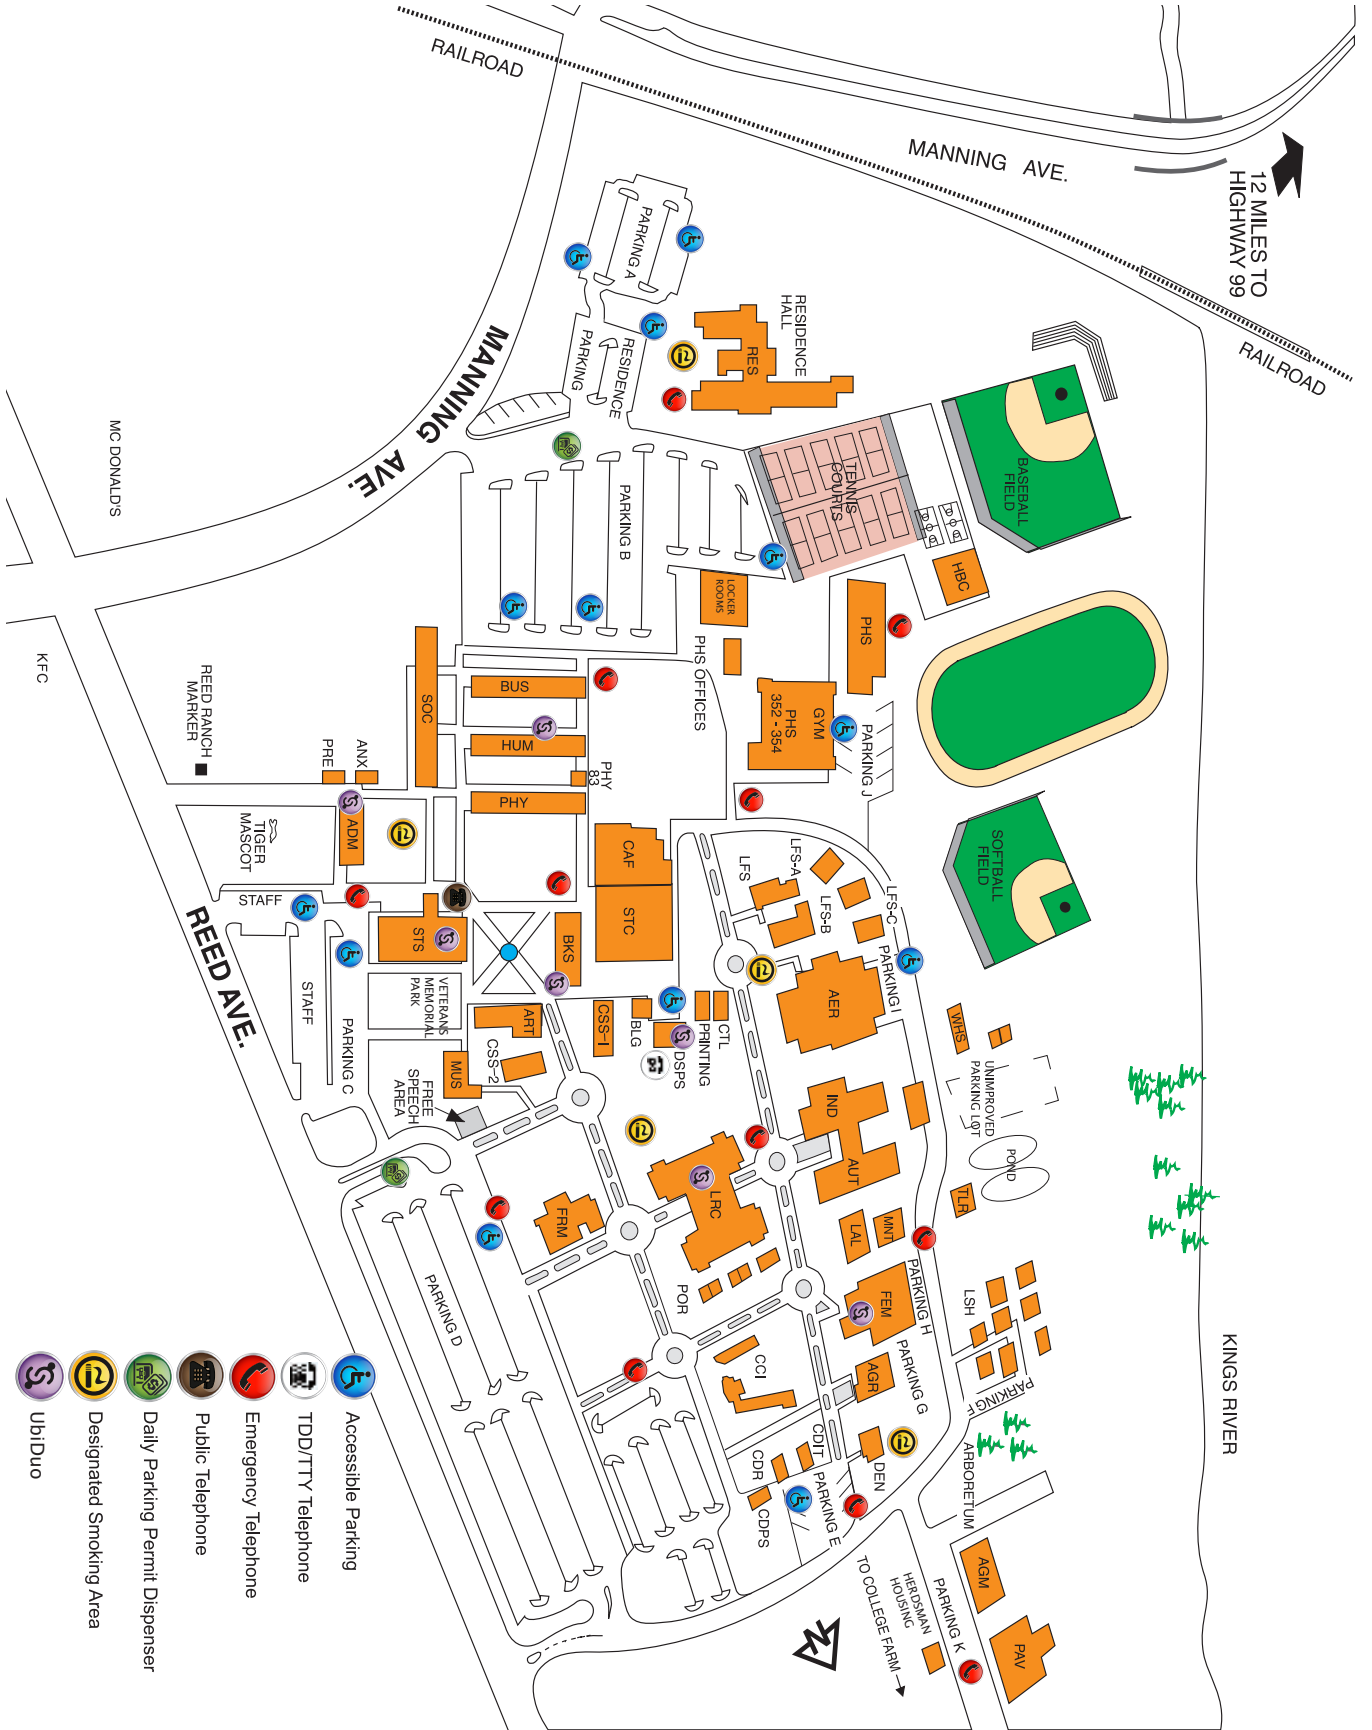 RAILROAD
MANNING AVE.
12 MILES TO
HIGHWAY 99
RAILROAD
PARKING A
RESIDENCE
HALL
RES
RESIDENCE
PARKING
MANNING AVE.
MC DONALD'S
KFC
REED RANCH
MARKER
PARKING B
TENNIS
COURTS
BASEBALL
FIELD
HBC
LOCKER
ROOMS
PHS
PHS OFFICES
GYM
PHS
352 - 354
PARKING J
SOC
BUS
HUM
PHY
83
PHY
PRE
ANX
ADM
TIGER
MASCOT
CAF
STC
LFS
LFS-A
LFS-B
LFS-C
SOFTBALL
FIELD
STAFF
STS
BKS
AER
PARKING I
REED AVE.
STAFF
PARKING C
VETERANS
MEMORIAL
PARK
ART
CSS-2
CSS-I
BLG
DSPS
PRINTING
CTL
WHS
UNIMPROVED
PARKING LOT
POND
MUS
FREE
SPEECH
AREA
IND
AUT
LRC
LAL
MNT
TLR
FRM
POR
FEM
PARKING H
LSH
PARKING F
KINGS RIVER
PARKING D
CCI
AGR
PARKING G
ARBORETUM
CDIT
CDR
CDPS
PARKING E
DEN
AGM
PAV
PARKING K
HERDSMAN
HOUSING
TO COLLEGE FARM
N
Accessible Parking
TDD/TTY Telephone
Emergency Telephone
Public Telephone
Daily Parking Permit Dispenser
Designated Smoking Area
UbiDuo